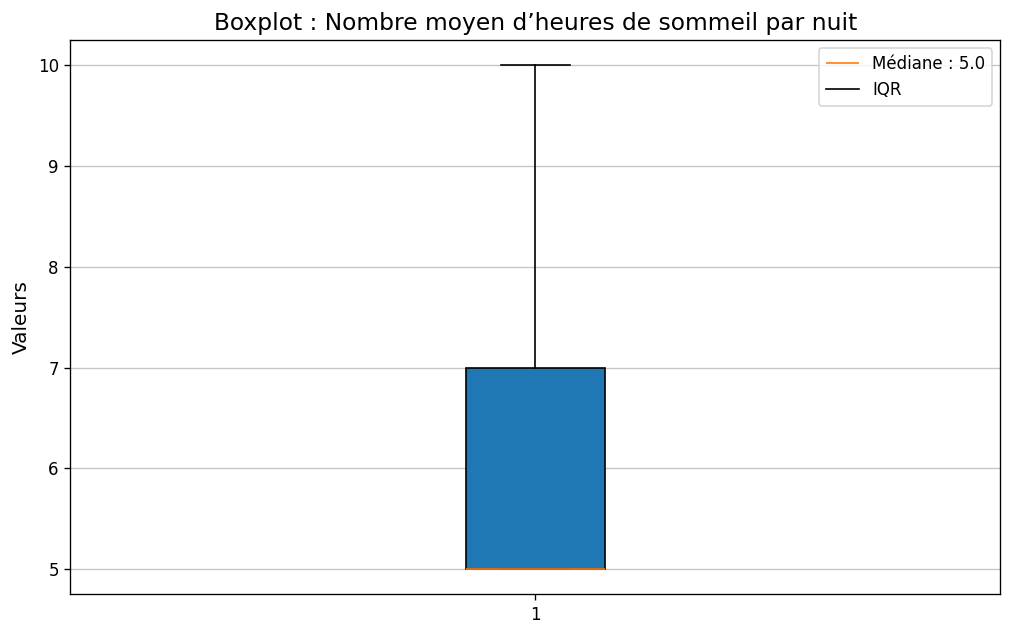 Boxplot : Nombre moyen d’heures de sommeil par nuit
Médiane : 5.0
IQR
Valeurs
10
9
8
7
6
5
1